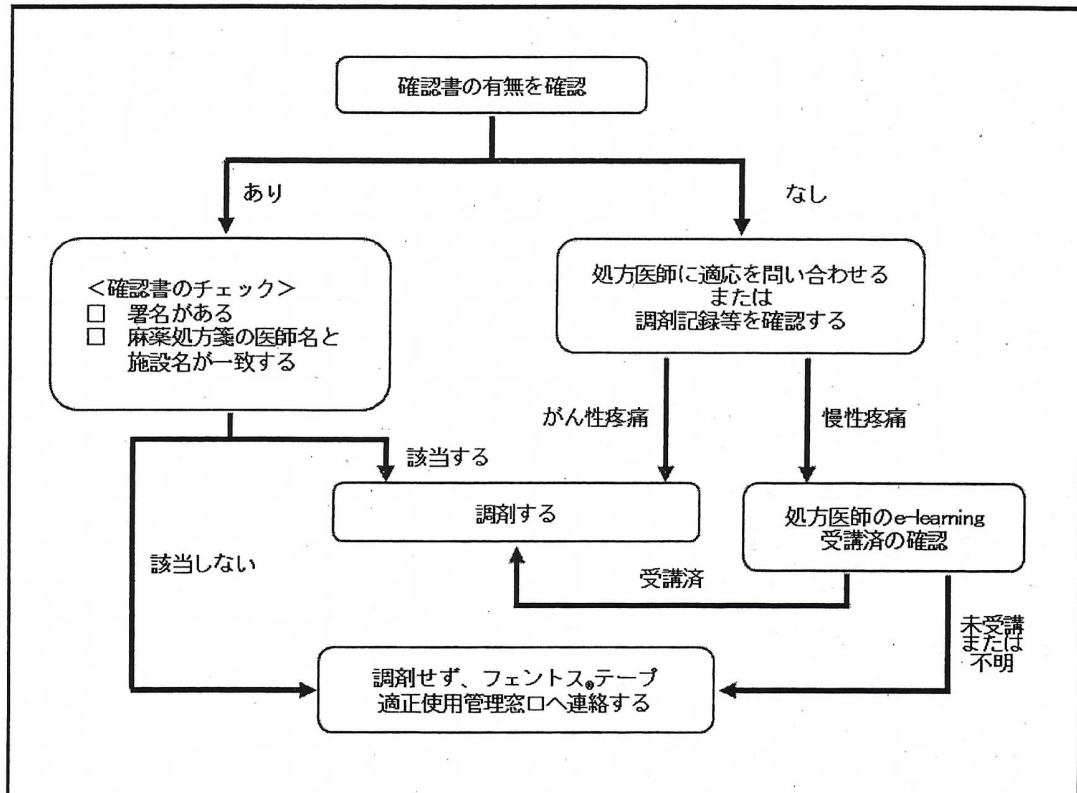 確認書の有無を確認
あり
なし
<確認書のチェック>
□ 署名がある
□ 麻薬処方箋の医師名と
施設名が一致する
処方医師に適応を問い合わせる
または
調剤記録等を確認する
がん性疼痛
慢性疼痛
該当する
調剤する
処方医師のe-learning
受講済の確認
該当しない
受講済
未受講
または
不明
調剤せず、フェントス®テープ
適正使用管理窓口へ連絡する